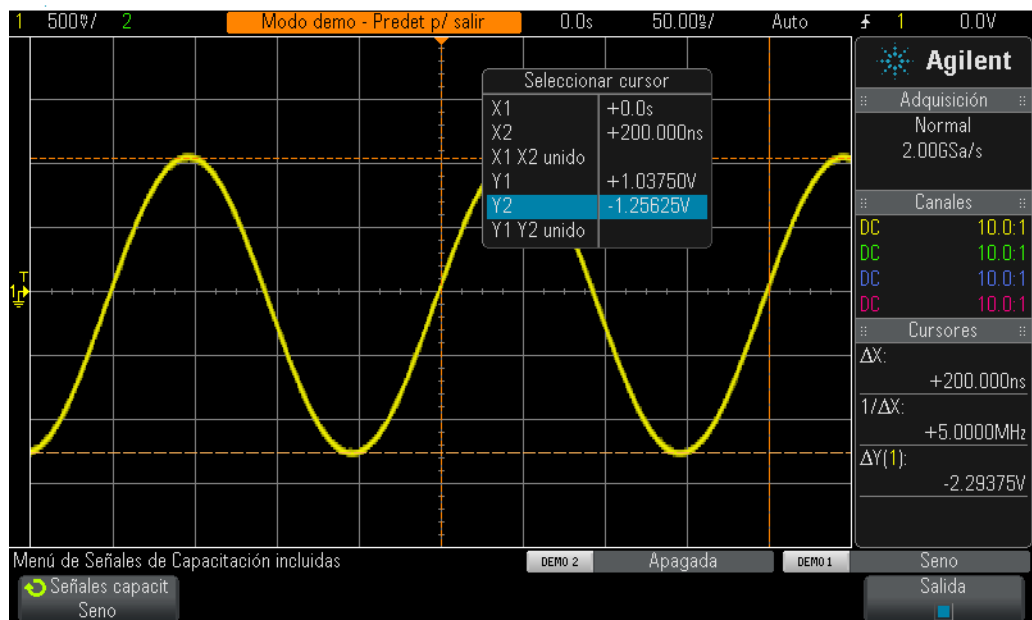 1 500V/ 2 Modo demo - Predet p/ salir 0.0s 50.00s/ Auto 1 0.0V
Agilent
Adquisición
Normal
2.00GSa/s
Canales
DC 10.0:1
DC 10.0:1
DC 10.0:1
DC 10.0:1
Cursores
ΔX:
+200.000ns
1/ΔX:
+5.0000MHz
ΔY(1):
-2.29375V
Seleccionar cursor
X1 +0.0s
X2 +200.000ns
X1 X2 unido
Y1 +1.03750V
Y2 -1.25625V
Y1 Y2 unido
T
1
Menú de Señales de Capacitación incluidas DEMO 2 Apagada DEMO 1 Seno
Señales capacit
Seno
Salida